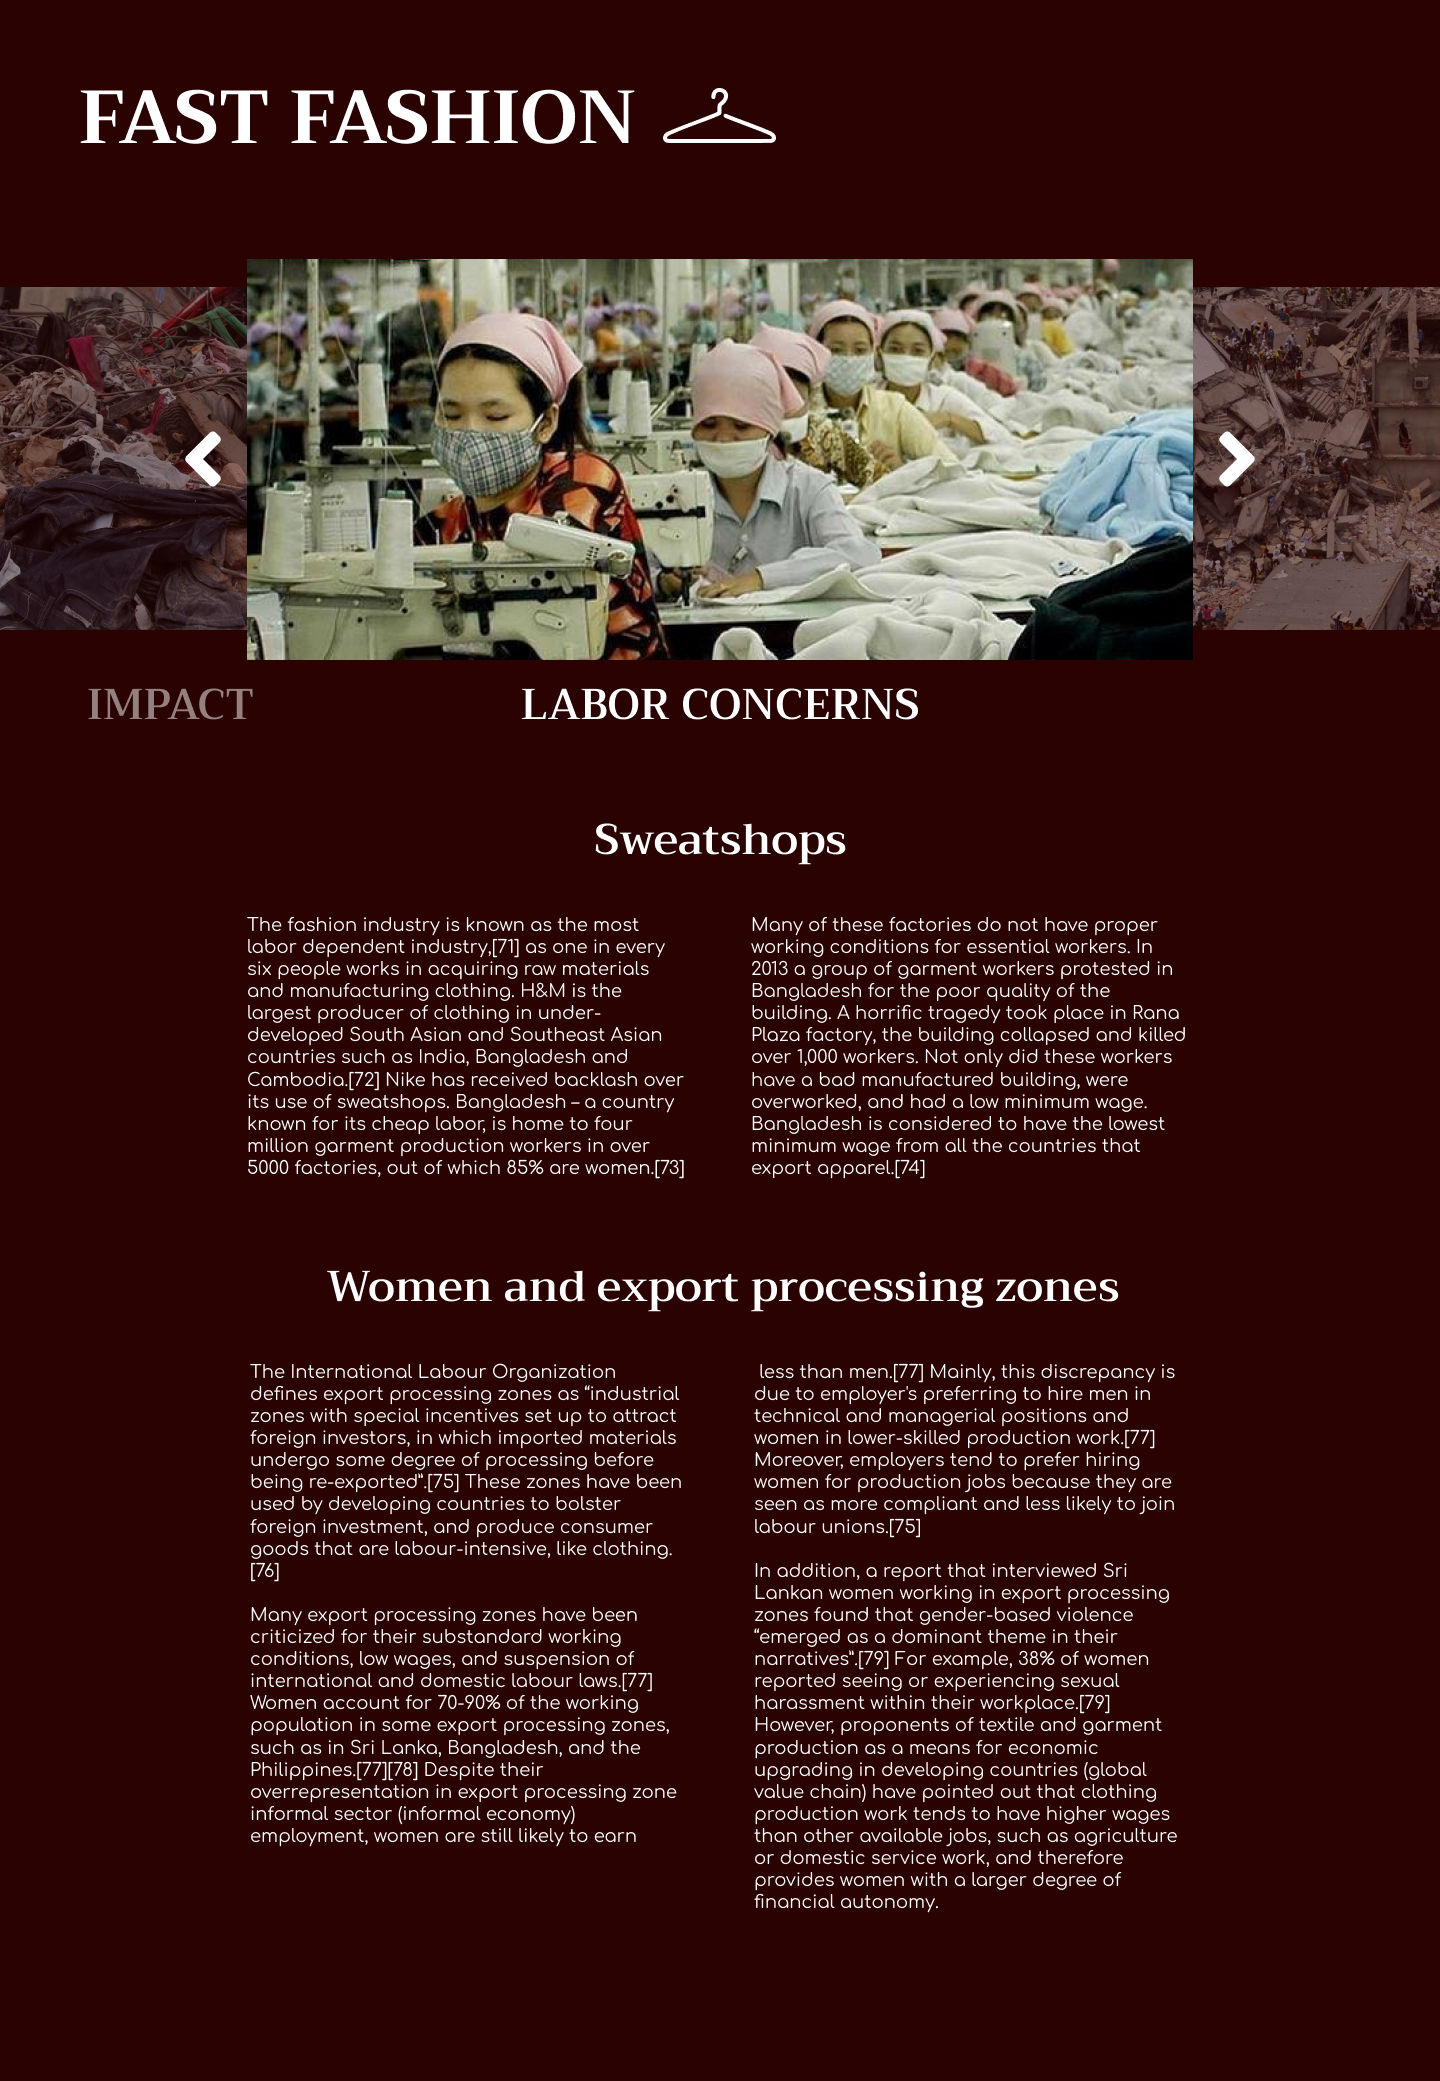 FAST FASHION
IMPACT
LABOR CONCERNS
Sweatshops
The fashion industry is known as the most
labor dependent industry,[71] as one in every
six people works in acquiring raw materials
and manufacturing clothing. H&M is the
largest producer of clothing in under-
developed South Asian and Southeast Asian
countries such as India, Bangladesh and
Cambodia.[72] Nike has received backlash over
its use of sweatshops. Bangladesh – a country
known for its cheap labor, is home to four
million garment production workers in over
5000 factories, out of which 85% are women.[73]
Many of these factories do not have proper
working conditions for essential workers. In
2013 a group of garment workers protested in
Bangladesh for the poor quality of the
building. A horrific tragedy took place in Rana
Plaza factory, the building collapsed and killed
over 1,000 workers. Not only did these workers
have a bad manufactured building, were
overworked, and had a low minimum wage.
Bangladesh is considered to have the lowest
minimum wage from all the countries that
export apparel.[74]
Women and export processing zones
The International Labour Organization
defines export processing zones as “industrial
zones with special incentives set up to attract
foreign investors, in which imported materials
undergo some degree of processing before
being re-exported”.[75] These zones have been
used by developing countries to bolster
foreign investment, and produce consumer
goods that are labour-intensive, like clothing.
[76]
Many export processing zones have been
criticized for their substandard working
conditions, low wages, and suspension of
international and domestic labour laws.[77]
Women account for 70-90% of the working
population in some export processing zones,
such as in Sri Lanka, Bangladesh, and the
Philippines.[77][78] Despite their
overrepresentation in export processing zone
informal sector (informal economy)
employment, women are still likely to earn
less than men.[77] Mainly, this discrepancy is
due to employer's preferring to hire men in
technical and managerial positions and
women in lower-skilled production work.[77]
Moreover, employers tend to prefer hiring
women for production jobs because they are
seen as more compliant and less likely to join
labour unions.[75]
In addition, a report that interviewed Sri
Lankan women working in export processing
zones found that gender-based violence
“emerged as a dominant theme in their
narratives”.[79] For example, 38% of women
reported seeing or experiencing sexual
harassment within their workplace.[79]
However, proponents of textile and garment
production as a means for economic
upgrading in developing countries (global
value chain) have pointed out that clothing
production work tends to have higher wages
than other available jobs, such as agriculture
or domestic service work, and therefore
provides women with a larger degree of
financial autonomy.